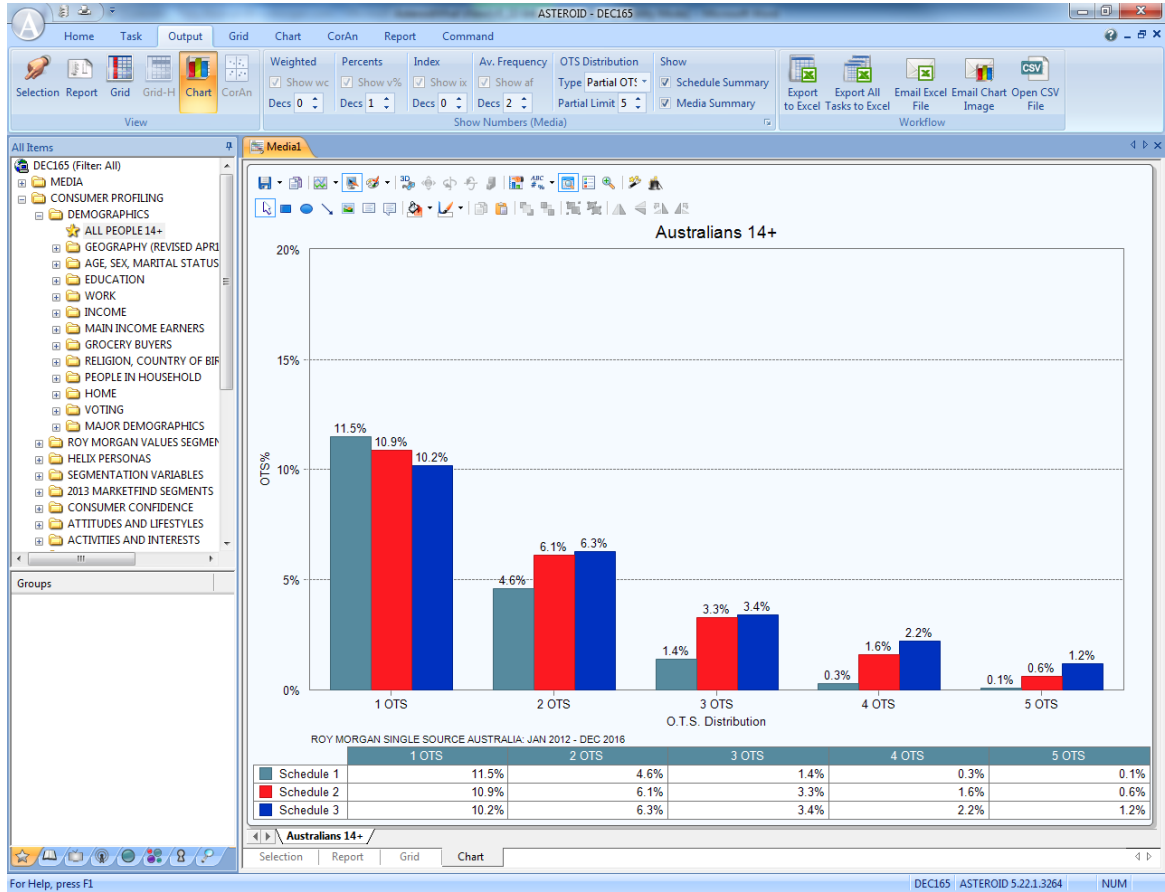 ASTEROID - DEC165
Home Task Output Grid Chart CorAn Report Command
Weighted Percents Index Av. Frequency OTS Distribution Show
Show wc Show v% Show ix Show af Type Partial OTS Schedule Summary
Decs 0 Decs 1 Decs 0 Decs 2 Partial Limit 5 Media Summary
Selection Report Grid Grid-H Chart CorAn
Export to Excel Export All Tasks to Excel Email Excel File Email Chart Image Open CSV File
View Show Numbers (Media) Workflow
All Items
Media1
DEC165 (Filter: All)
MEDIA
CONSUMER PROFILING
DEMOGRAPHICS
ALL PEOPLE 14+
GEOGRAPHY (REVISED APR1
AGE, SEX, MARITAL STATUS
EDUCATION
WORK
INCOME
MAIN INCOME EARNERS
GROCERY BUYERS
RELIGION, COUNTRY OF BIR
PEOPLE IN HOUSEHOLD
HOME
VOTING
MAJOR DEMOGRAPHICS
ROY MORGAN VALUES SEGMEN
HELIX PERSONAS
SEGMENTATION VARIABLES
2013 MARKETFIND SEGMENTS
CONSUMER CONFIDENCE
ATTITUDES AND LIFESTYLES
ACTIVITIES AND INTERESTS
Groups
Australians 14+
20%
15%
10%
5%
0%
OTS%
11.5% 10.9% 10.2%
4.6% 6.1% 6.3%
1.4% 3.3% 3.4%
0.3% 1.6% 2.2%
0.1% 0.6% 1.2%
1 OTS 2 OTS 3 OTS 4 OTS 5 OTS
O.T.S. Distribution
ROY MORGAN SINGLE SOURCE AUSTRALIA: JAN 2012 - DEC 2016
1 OTS 2 OTS 3 OTS 4 OTS 5 OTS
Schedule 1 11.5% 4.6% 1.4% 0.3% 0.1%
Schedule 2 10.9% 6.1% 3.3% 1.6% 0.6%
Schedule 3 10.2% 6.3% 3.4% 2.2% 1.2%
Australians 14+
Selection Report Grid Chart
For Help, press F1
DEC165 ASTEROID 5.22.1.3264 NUM